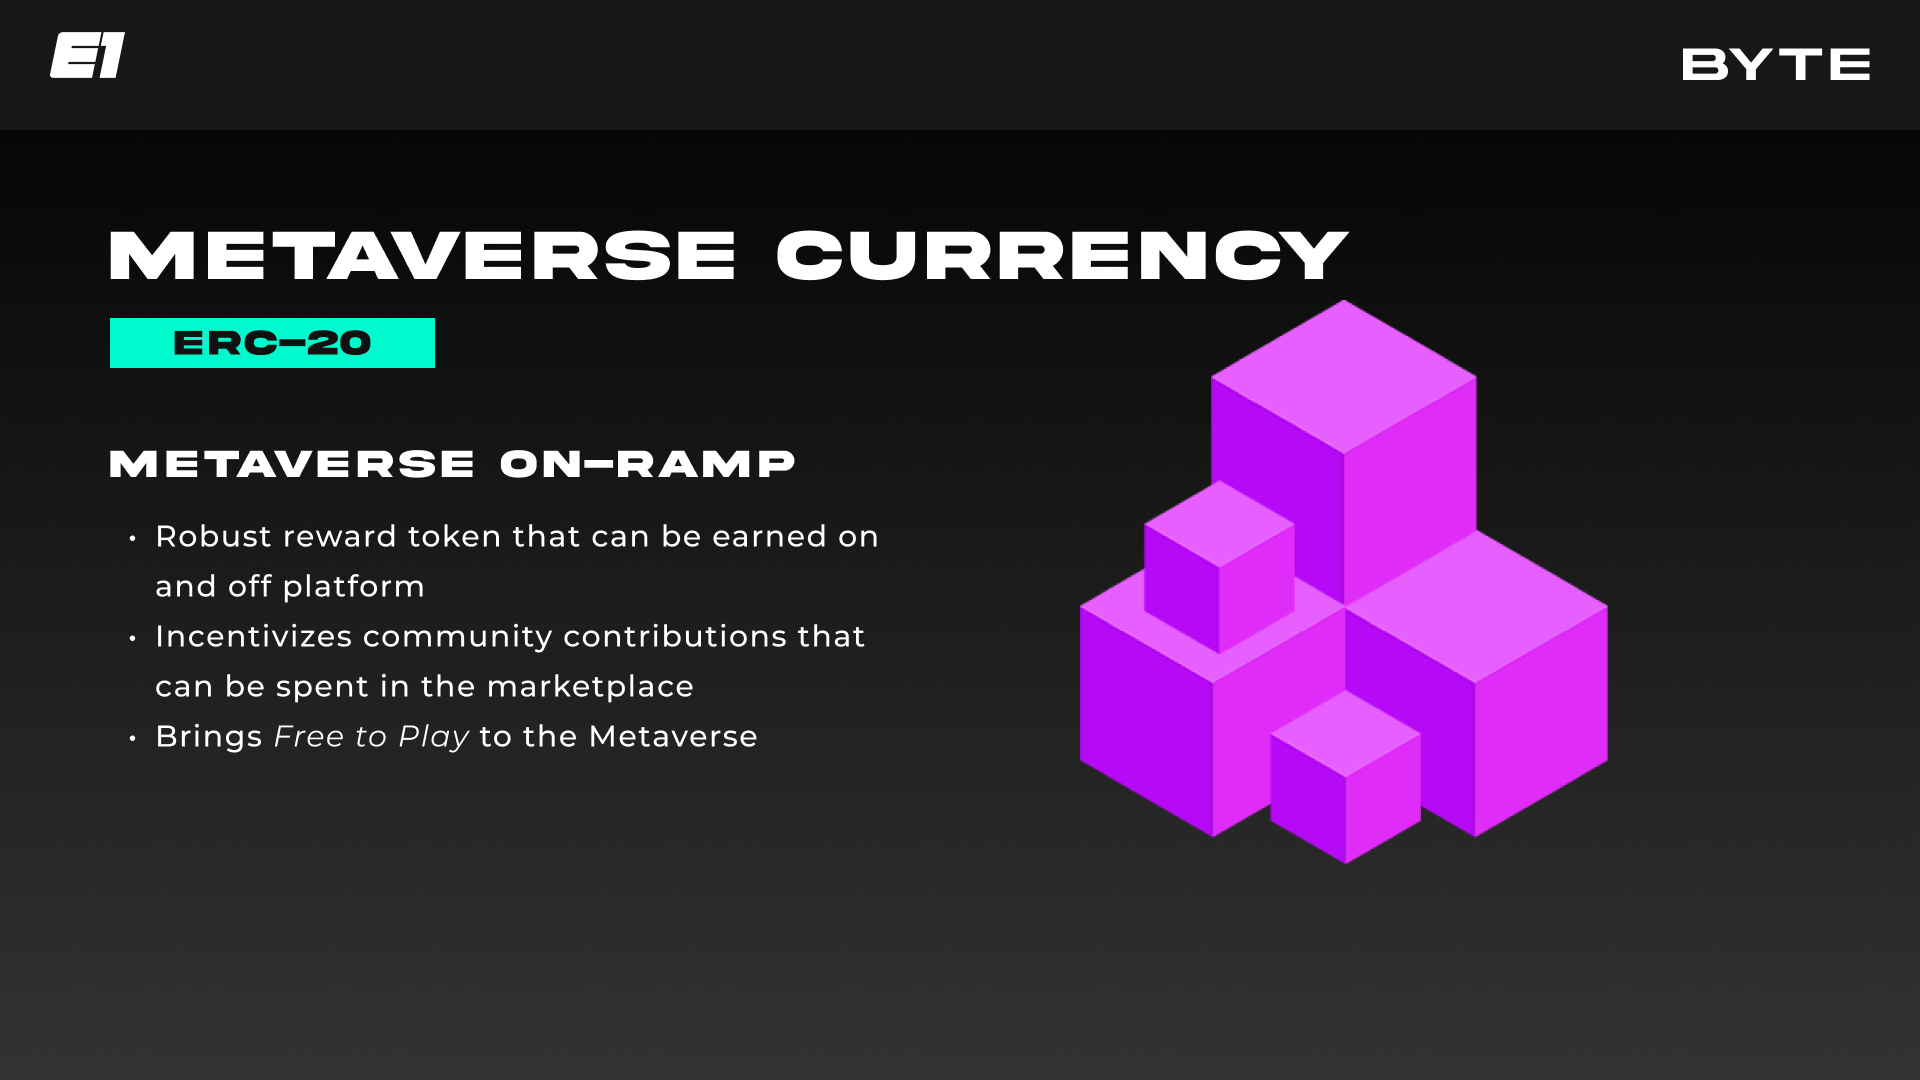 E1
BYTE
METAVERSE CURRENCY
ERC-20
METAVERSE ON-RAMP
• Robust reward token that can be earned on
and off platform
• Incentivizes community contributions that
can be spent in the marketplace
• Brings Free to Play to the Metaverse